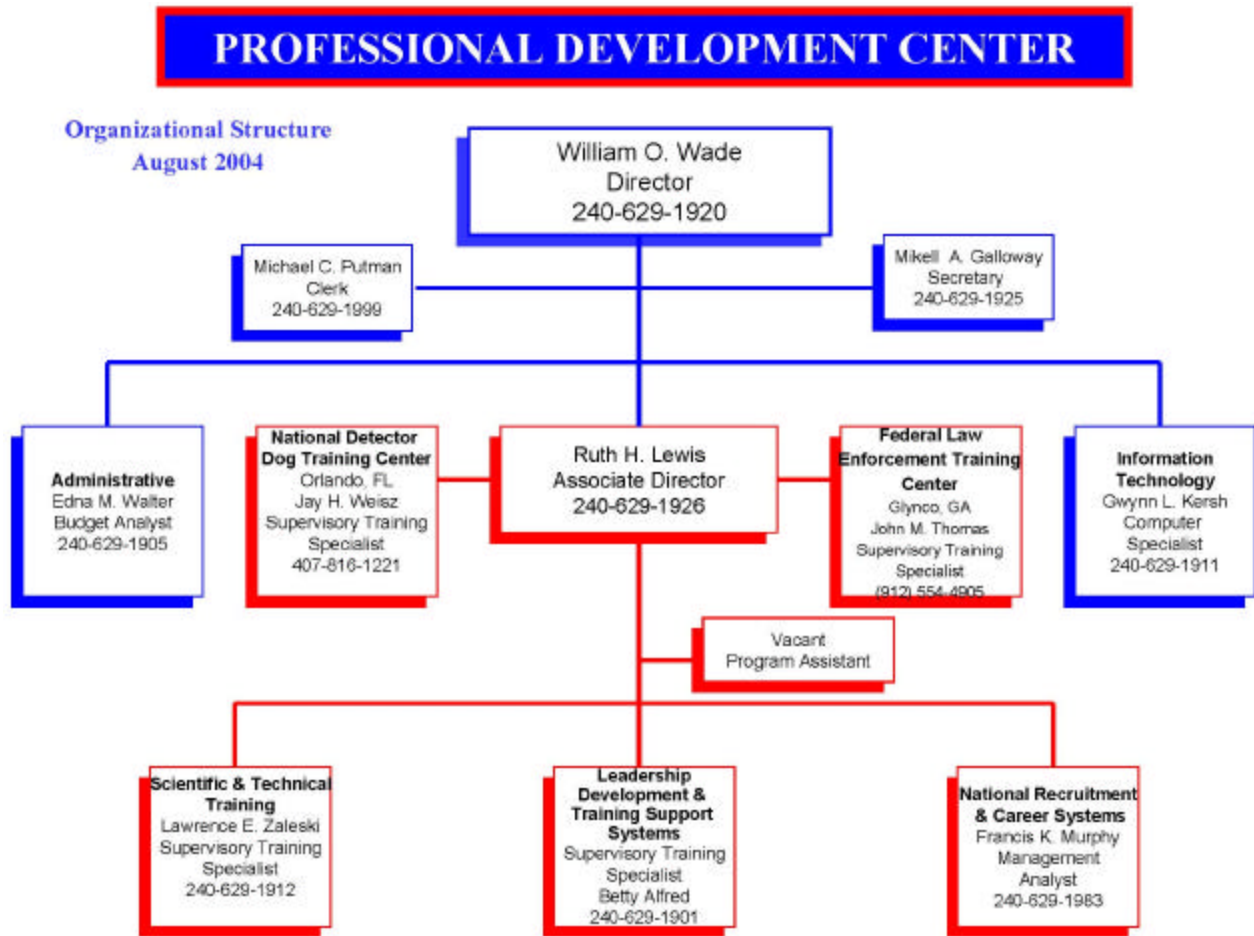 PROFESSIONAL DEVELOPMENT CENTER
Organizational Structure
August 2004
William O. Wade
Director
240-629-1920
Michael C. Putman
Clerk
240-629-1999
Mikell A. Galloway
Secretary
240-629-1925
Administrative
Edna M. Walter
Budget Analyst
240-629-1905
National Detector
Dog Training Center
Orlando, FL
Jay H. Weisz
Supervisory Training
Specialist
407-816-1221
Ruth H. Lewis
Associate Director
240-629-1926
Federal Law
Enforcement Training
Center
Glynco, GA
John M. Thomas
Supervisory Training
Specialist
(912) 554-4905
Information
Technology
Gwynn L. Kersh
Computer
Specialist
240-629-1911
Vacant
Program Assistant
Scientific & Technical
Training
Lawrence E. Zaleski
Supervisory Training
Specialist
240-629-1912
Leadership
Development &
Training Support
Systems
Supervisory Training
Specialist
Betty Alfred
240-629-1901
National Recruitment
& Career Systems
Francis K. Murphy
Management
Analyst
240-629-1983